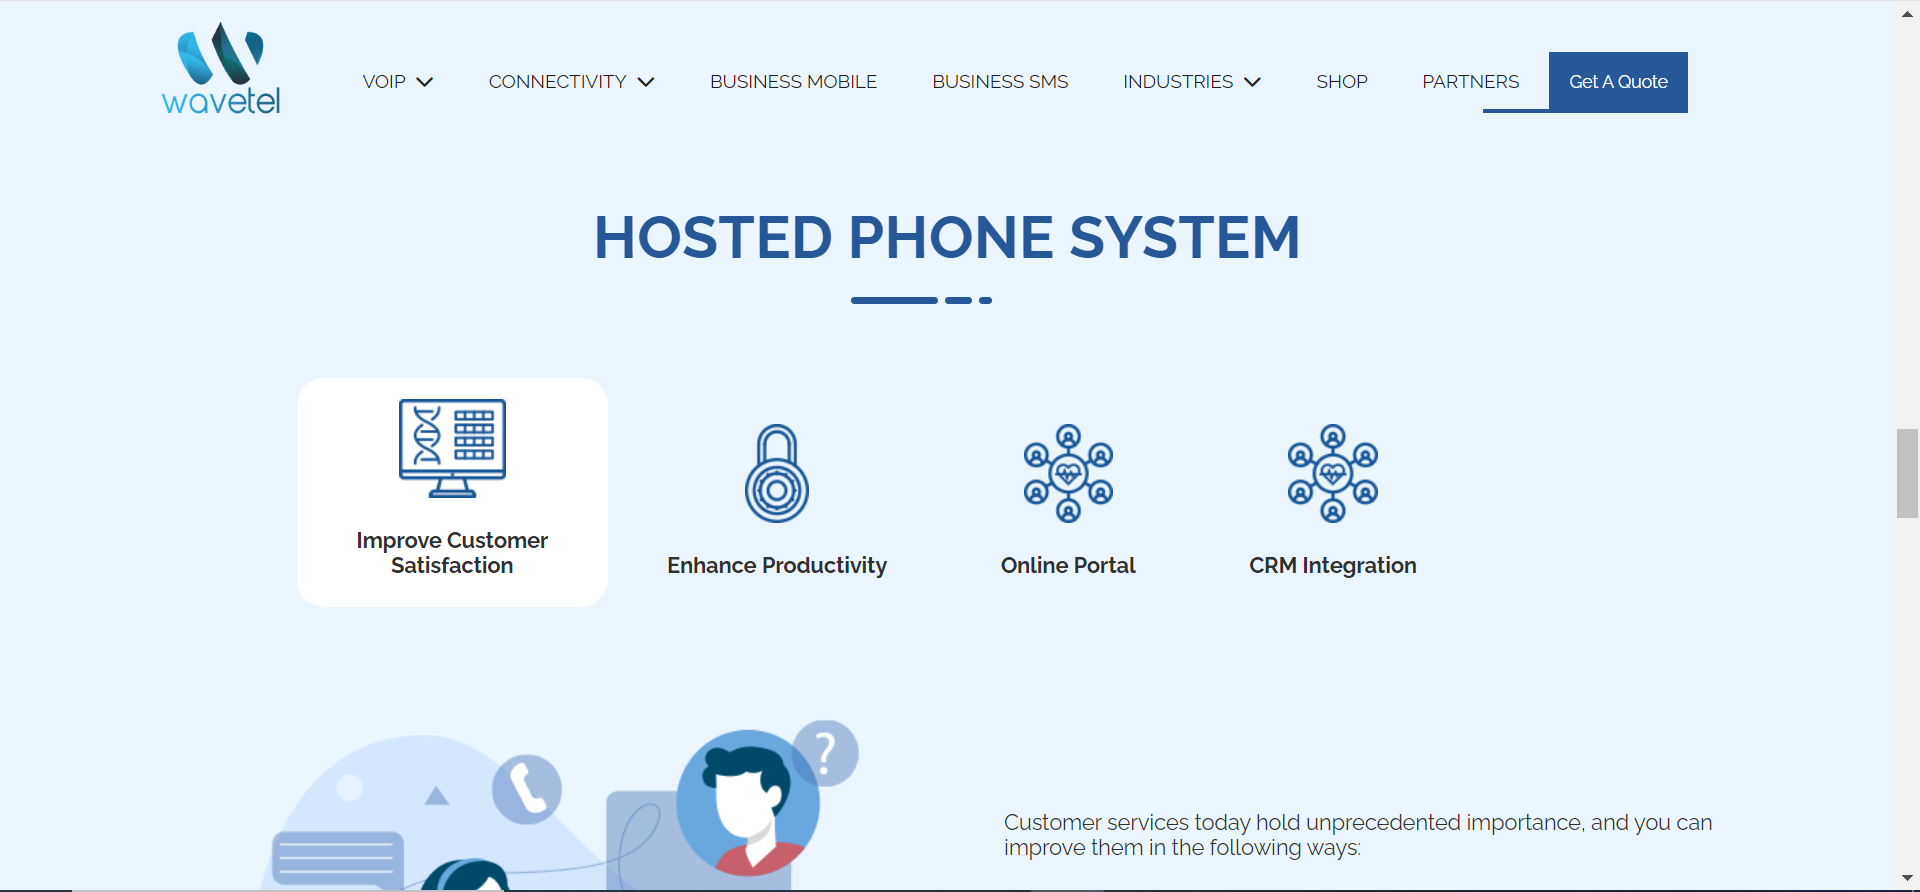 wavetel
VOIP
CONNECTIVITY
BUSINESS MOBILE
BUSINESS SMS
INDUSTRIES
SHOP
PARTNERS
Get A Quote
HOSTED PHONE SYSTEM
Improve Customer
Satisfaction
Enhance Productivity
Online Portal
CRM Integration
?
Customer services today hold unprecedented importance, and you can
improve them in the following ways: